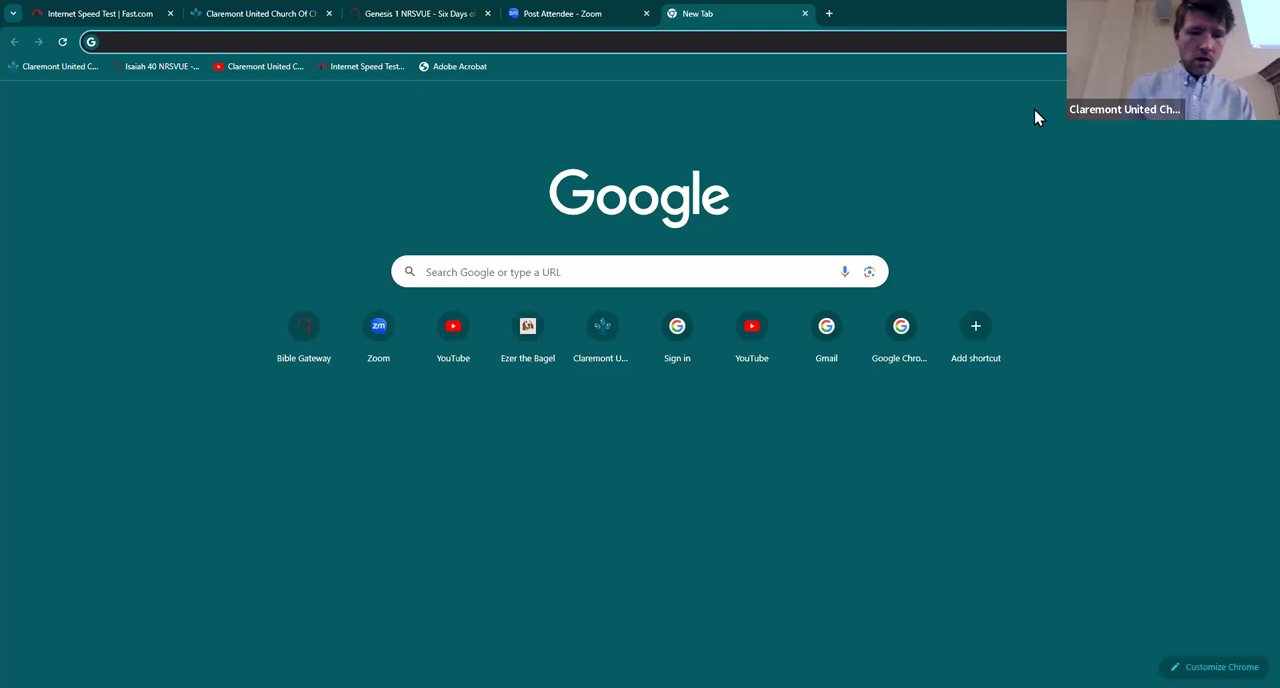 Internet Speed Test | Fast.com
Claremont United Church Of C
Genesis 1 NRSVUE - Six Days o
Post Attendee - Zoom
New Tab
Claremont United C...
Isaiah 40 NRSVUE -...
Claremont United C...
Internet Speed Test...
Adobe Acrobat
Claremont United Ch...
Google
Search Google or type a URL
zm
Bible Gateway
Zoom
YouTube
Ezer the Bagel
Claremont U...
Sign in
YouTube
Gmail
Google Chro...
Add shortcut
Customize Chrome